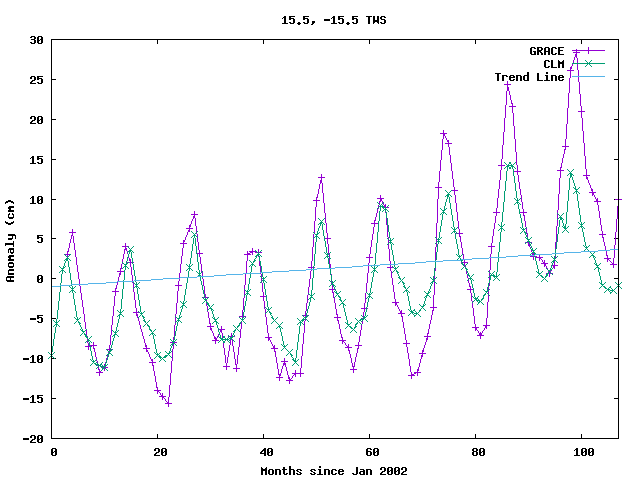 15.5, -15.5 TWS
30
GRACE
CLM
Trend Line
25
20
15
10
5
0
-5
-10
-15
-20
Anomaly (cm)
0 20 40 60 80 100
Months since Jan 2002